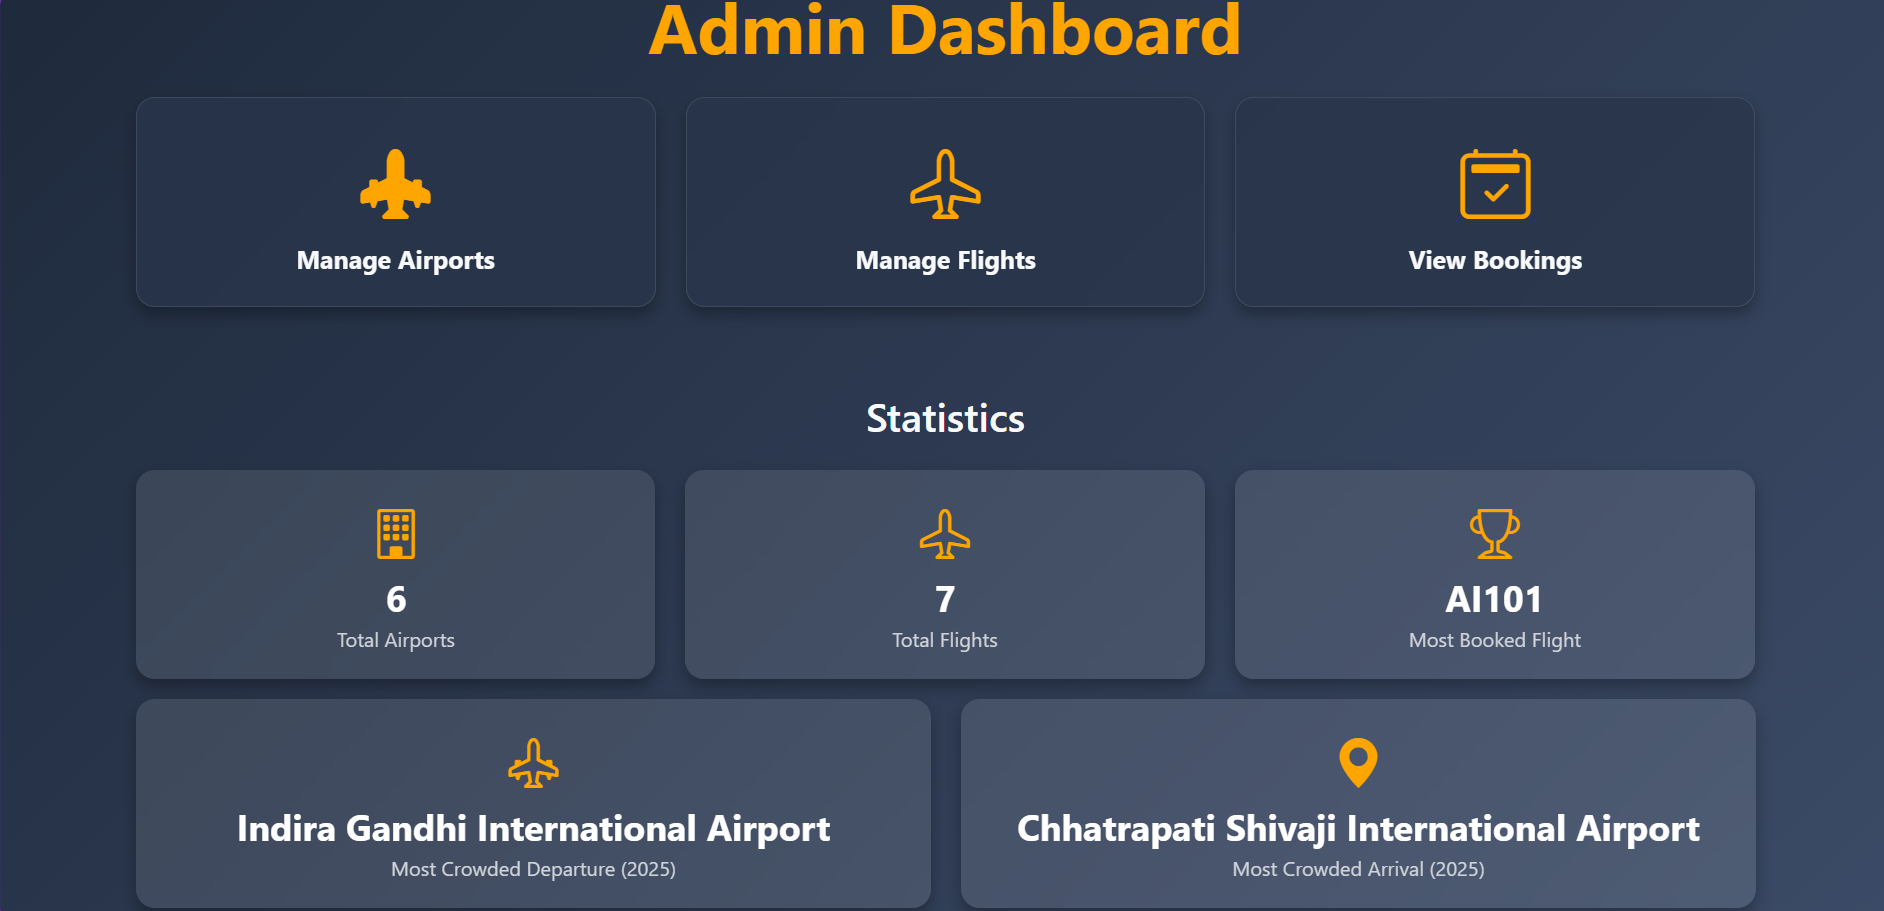 Admin Dashboard
Manage Airports
Manage Flights
View Bookings
Statistics
6
Total Airports
7
Total Flights
AI101
Most Booked Flight
Indira Gandhi International Airport
Most Crowded Departure (2025)
Chhatrapati Shivaji International Airport
Most Crowded Arrival (2025)